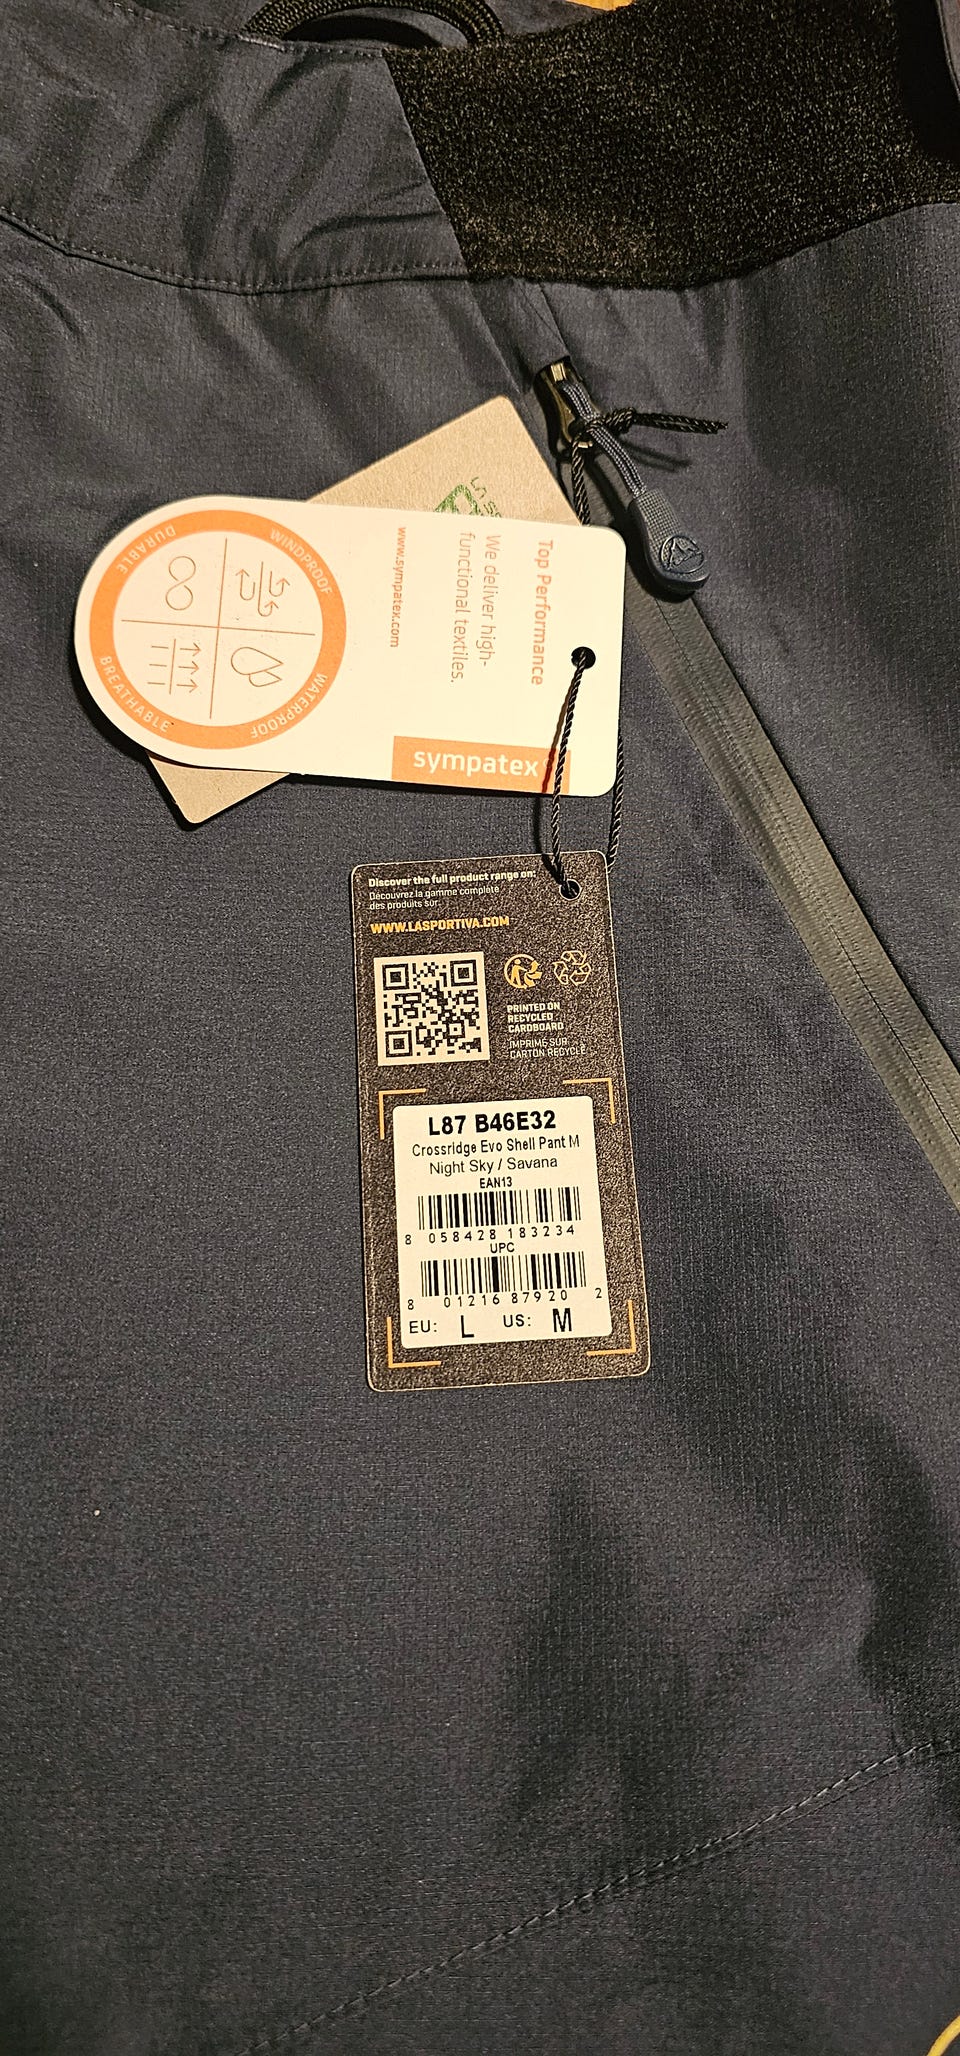 DURABLE
WINDPROOF
BREATHABLE
WATERPROOF
Top Performance
We deliver high-
functional textiles.
www.sympatex.com
sympatex
Discover the full product range on:
Découvrez la gamme complète
des produits sur:
WWW.LASPORTIVA.COM
PRINTED ON
RECYCLED
CARDBOARD
IMPRIMÉ SUR
CARTON RECYCLÉ
L87 B46E32
Crossridge Evo Shell Pant M
Night Sky / Savana
EAN13
8 058428 183234
UPC
8 01216 87920 2
EU: L US: M